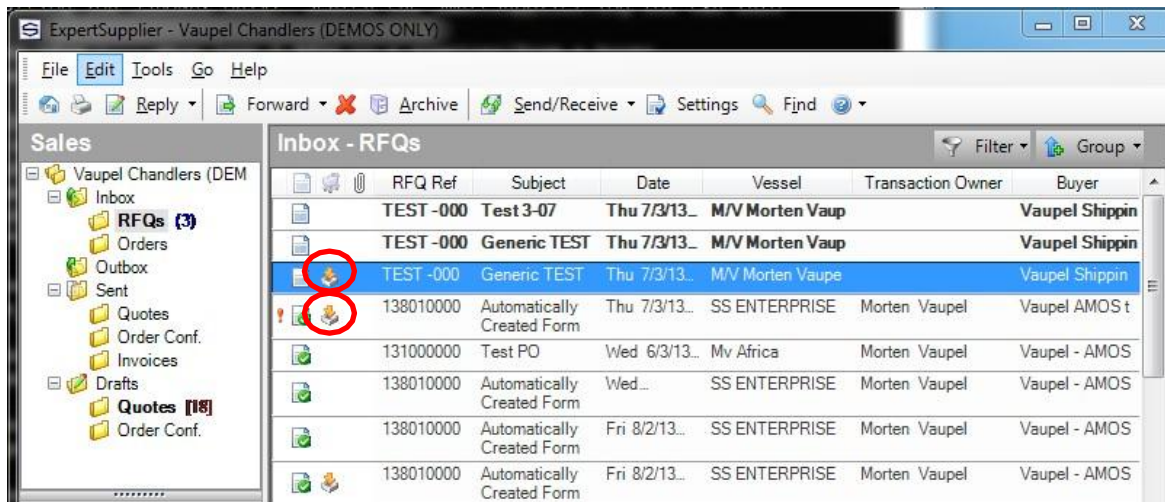 ExpertSupplier - Vaupel Chandlers (DEMOS ONLY)
File Edit Tools Go Help
Reply Forward Archive Send/Receive Settings Find
Sales
Inbox - RFQs
Filter Group
Vaupel Chandlers (DEM
Inbox
RFQs (3)
Orders
Outbox
Sent
Quotes
Order Conf.
Invoices
Drafts
Quotes [18]
Order Conf.
RFQ Ref Subject Date Vessel Transaction Owner Buyer
TEST -000 Test 3-07 Thu 7/3/13... M/V Morten Vaup Vaupel Shippin
TEST -000 Generic TEST Thu 7/3/13... M/V Morten Vaup Vaupel Shippin
TEST -000 Generic TEST Thu 7/3/13... M/V Morten Vaupe Vaupel Shippin
138010000 Automatically Created Form Thu 7/3/13... SS ENTERPRISE Morten Vaupel Vaupel AMOS t
131000000 Test PO Wed 6/3/13... Mv Africa Morten Vaupel Vaupel - AMOS
138010000 Automatically Created Form Wed... SS ENTERPRISE Morten Vaupel Vaupel - AMOS
138010000 Automatically Created Form Fri 8/2/13... SS ENTERPRISE Morten Vaupel Vaupel - AMOS
138010000 Automatically Created Form Fri 8/2/13... SS ENTERPRISE Morten Vaupel Vaupel - AMOS